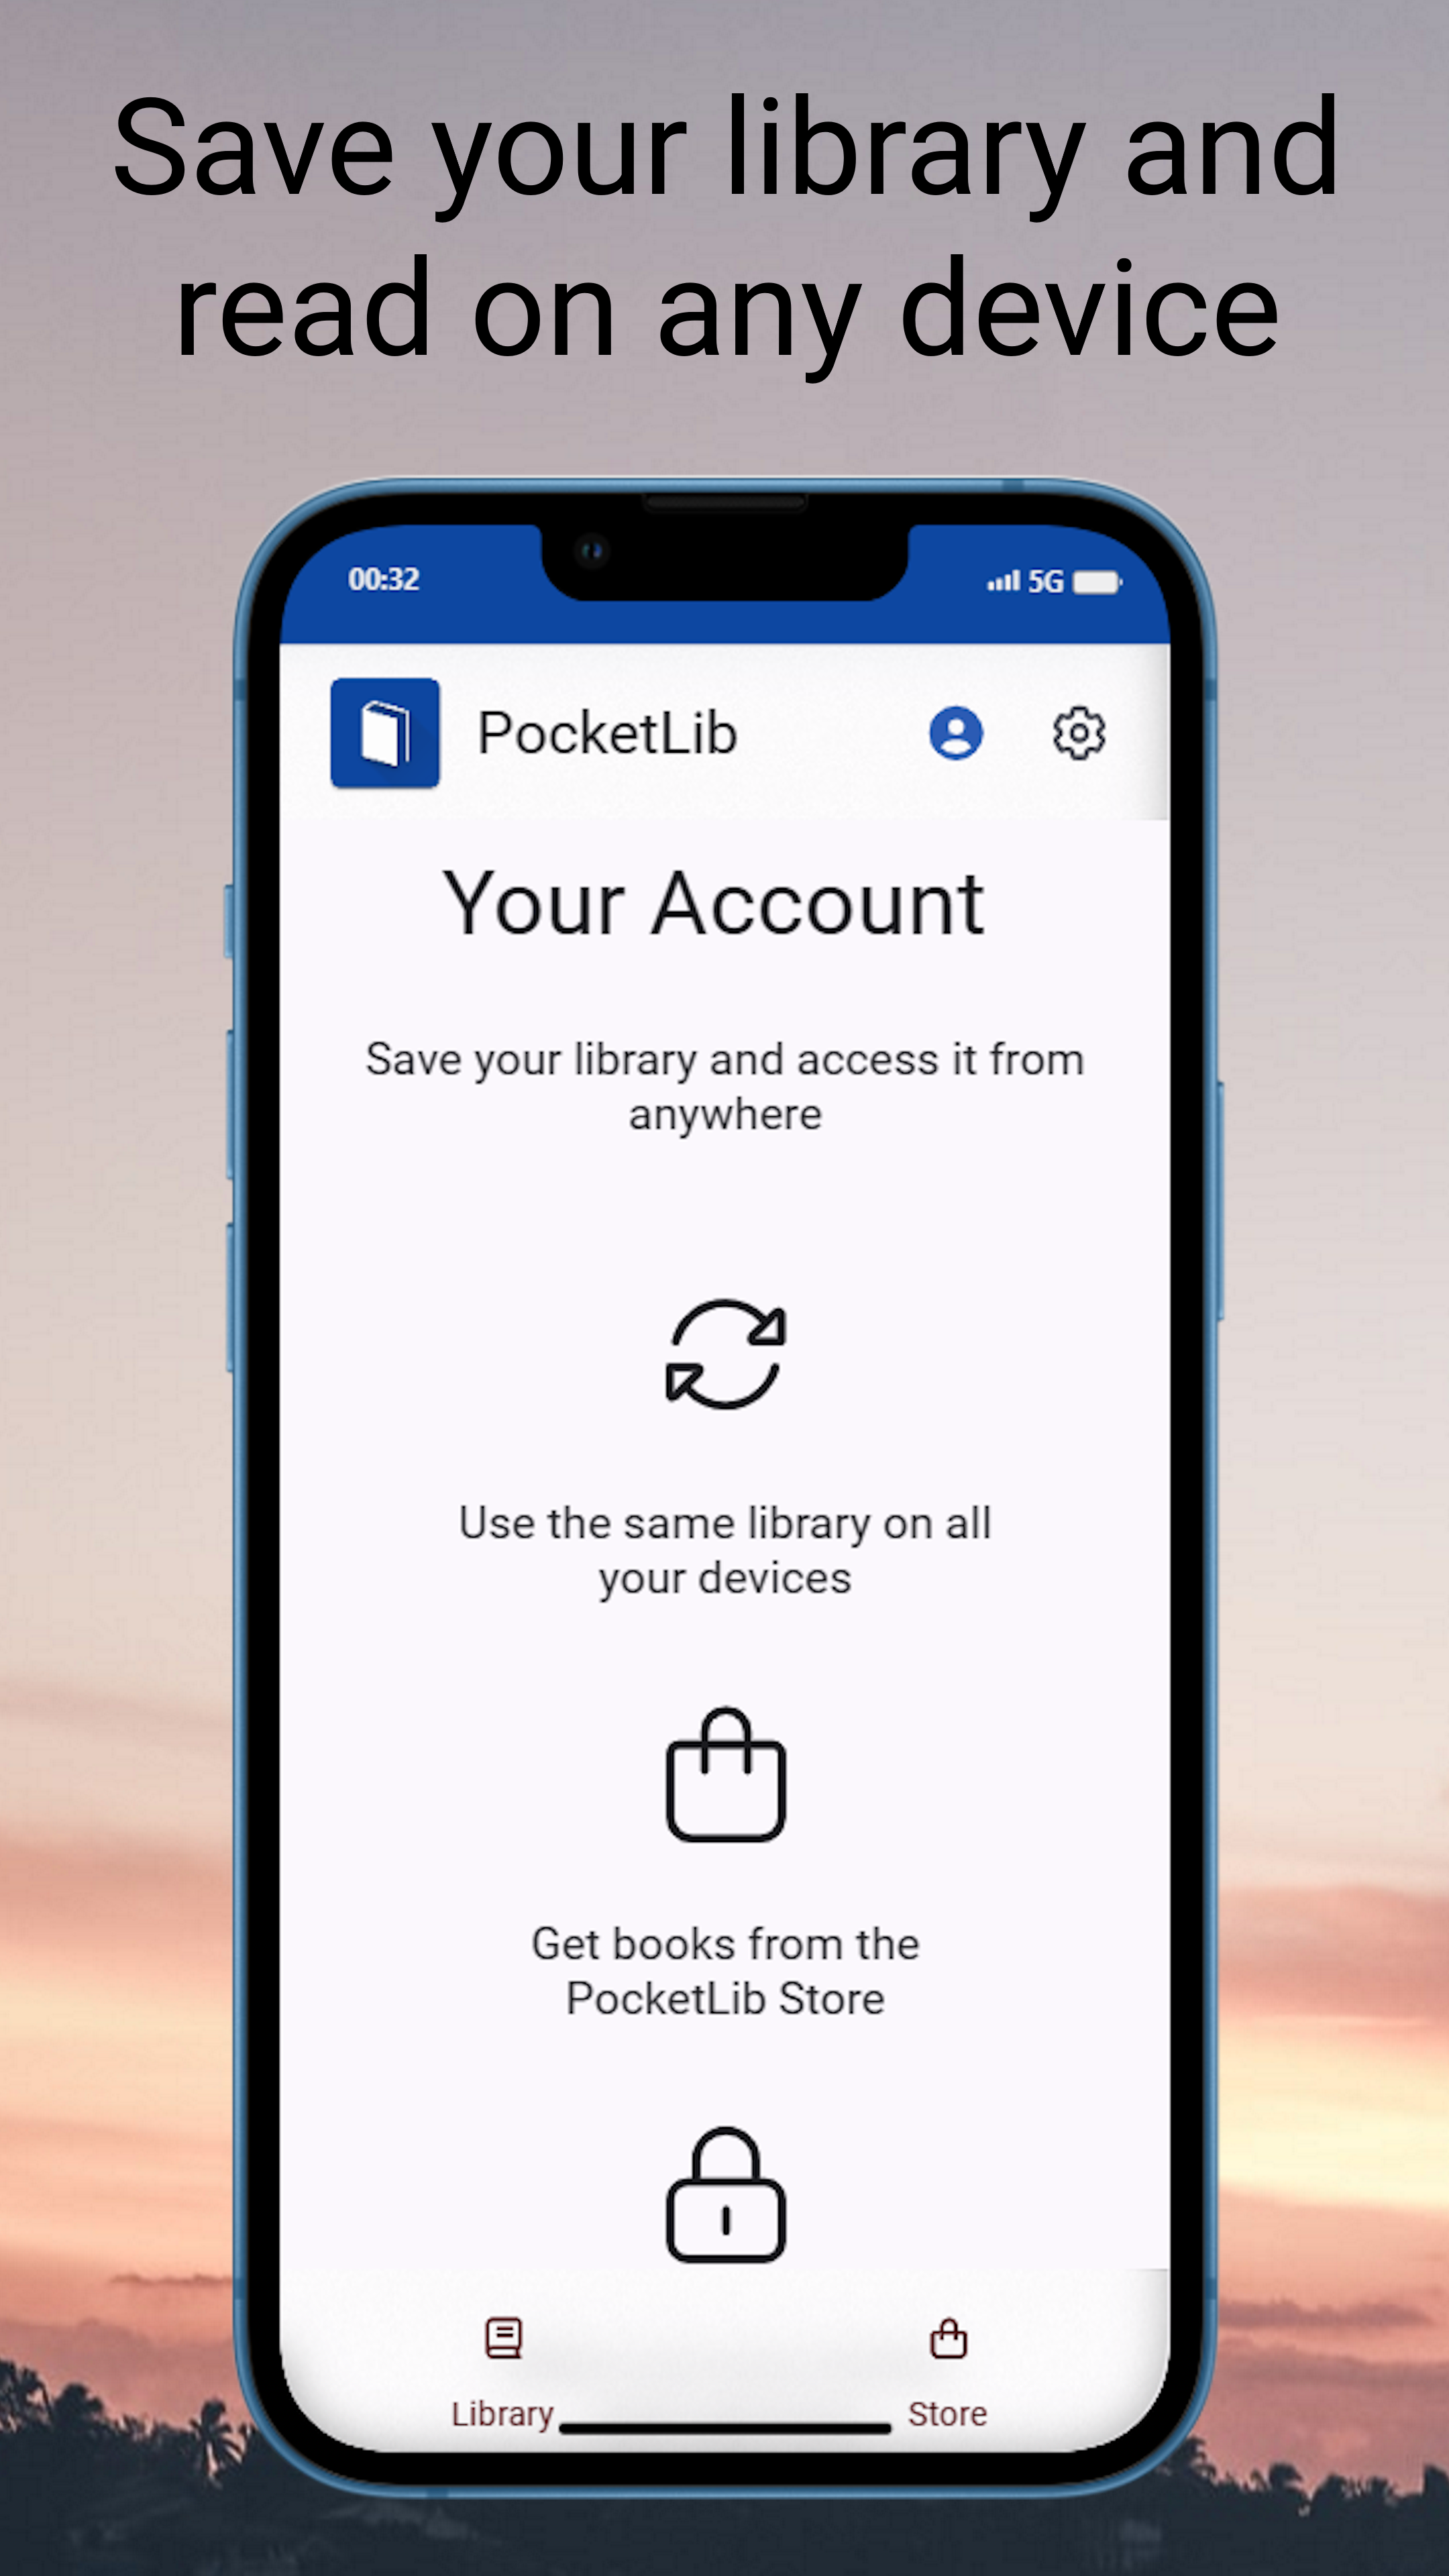 Save your library and
read on any device
00:32
5G
PocketLib
Your Account
Save your library and access it from
anywhere
Use the same library on all
your devices
Get books from the
PocketLib Store
Library
Store